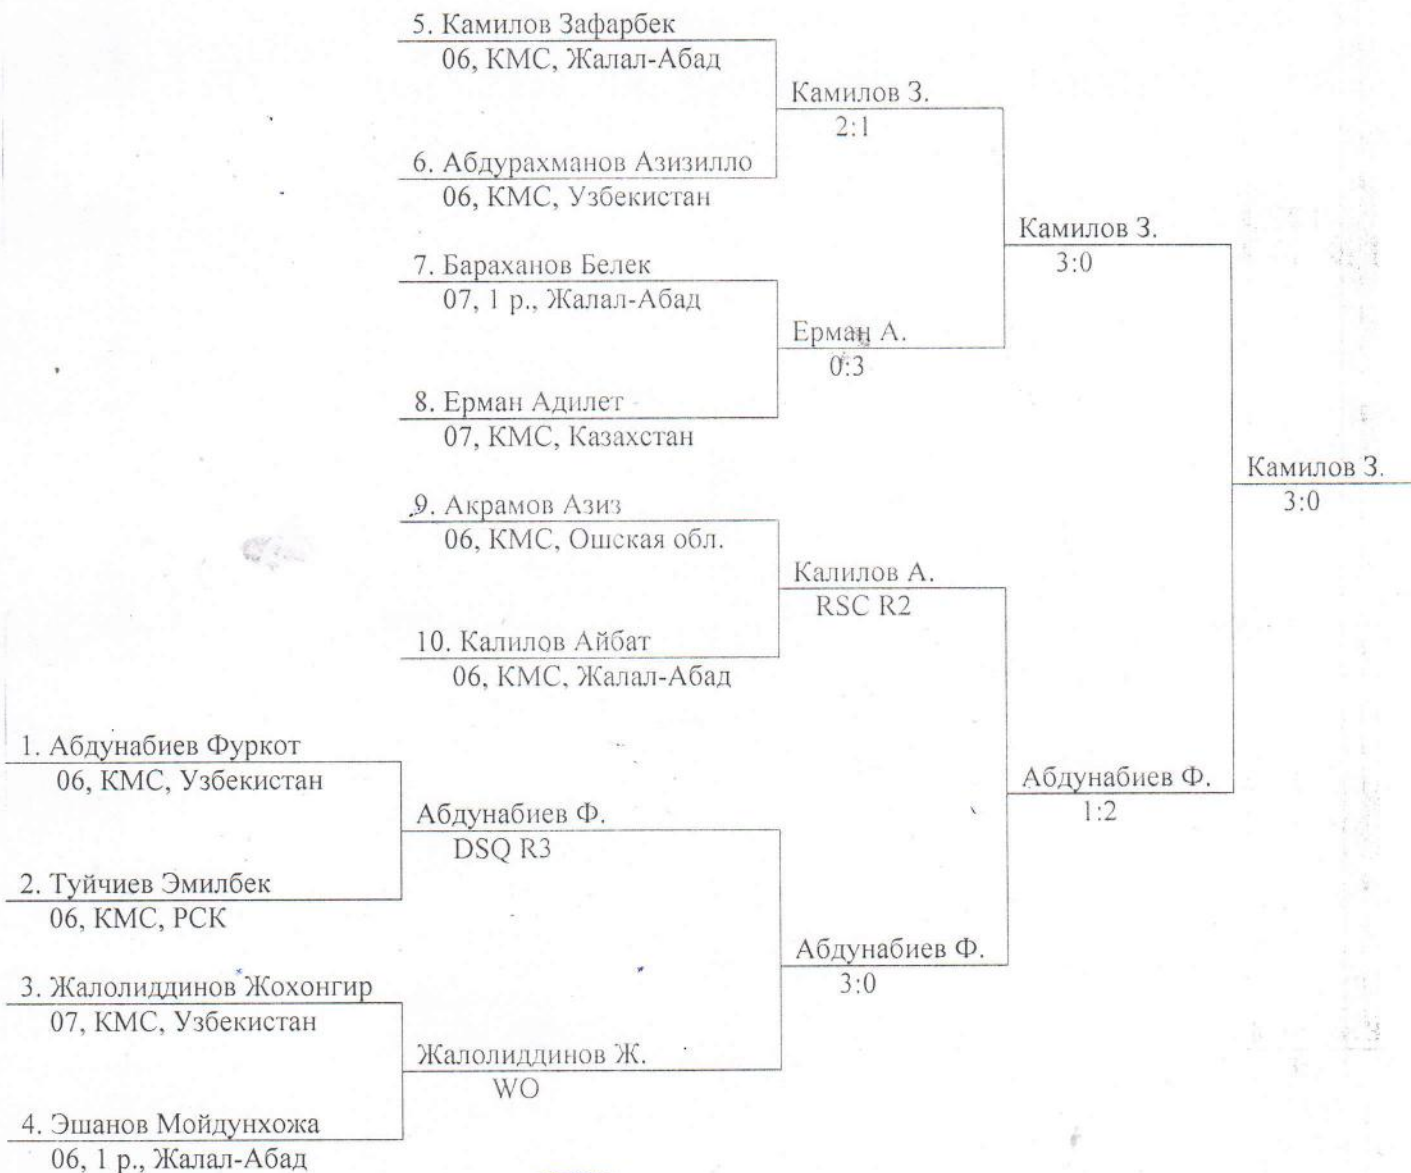 5. Камилов Зафарбек
06, КМС, Жалал-Абад
Камилов З.
2:1
6. Абдурахманов Азизилло
06, КМС, Узбекистан
Камилов З.
3:0
7. Бараханов Белек
07, 1 р., Жалал-Абад
Ерман А.
0:3
8. Ерман Адилет
07, КМС, Казахстан
Камилов З.
3:0
9. Акрамов Азиз
06, КМС, Ошская обл.
Калилов А.
RSC R2
10. Калилов Айбат
06, КМС, Жалал-Абад
1. Абдунабиев Фуркот
06, КМС, Узбекистан
Абдунабиев Ф.
1:2
Абдунабиев Ф.
DSQ R3
2. Туйчиев Эмилбек
06, КМС, РСК
Абдунабиев Ф.
3:0
3. Жалолиддинов Жохонгир
07, КМС, Узбекистан
Жалолиддинов Ж.
WO
4. Эшанов Мойдунхожа
06, 1 р., Жалал-Абад